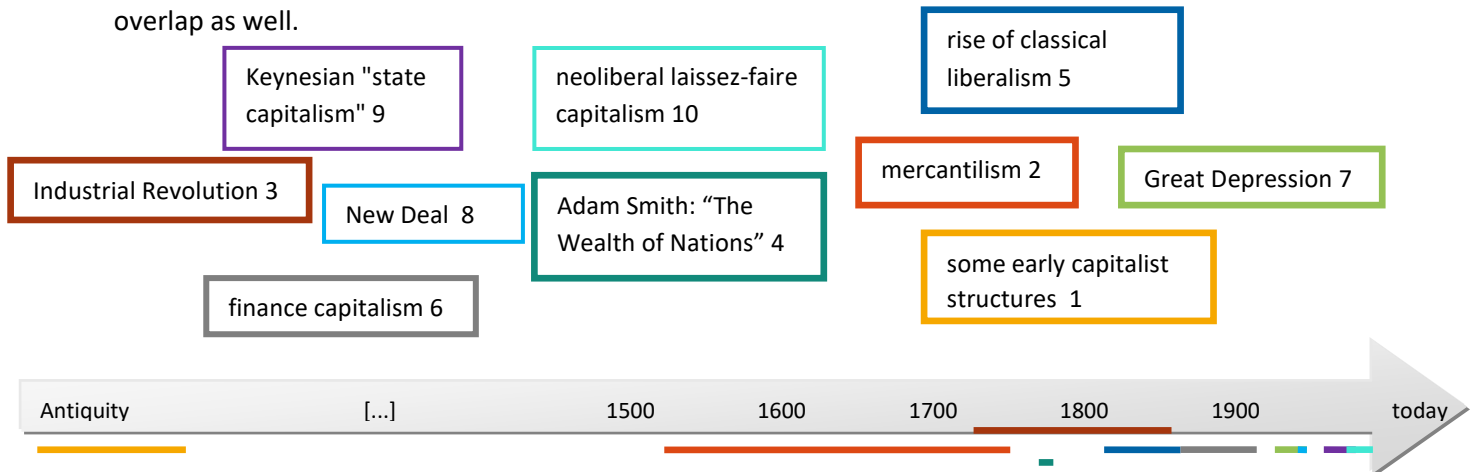 overlap as well.
Keynesian "state
capitalism" 9
neoliberal laissez-faire
capitalism 10
rise of classical
liberalism 5
Industrial Revolution 3
New Deal  8
Adam Smith: “The
Wealth of Nations” 4
mercantilism 2
Great Depression 7
finance capitalism 6
some early capitalist
structures  1
Antiquity [...] 1500 1600 1700 1800 1900 today